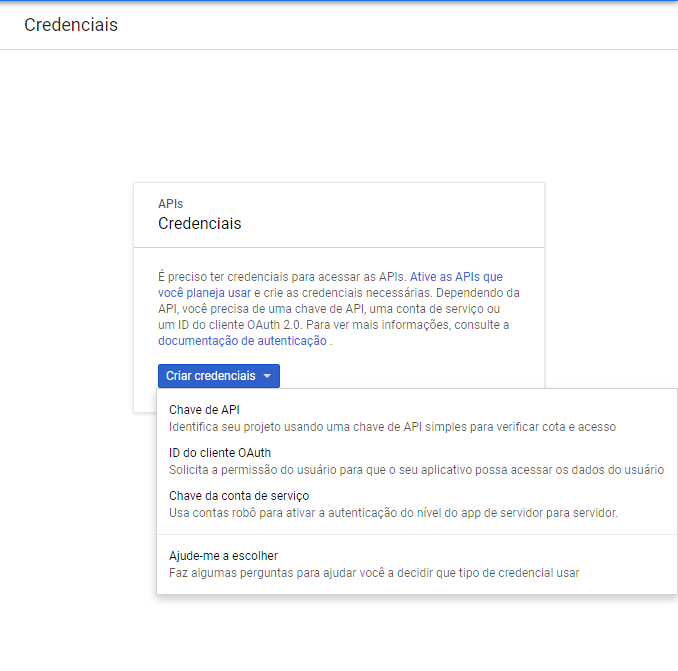 Credenciais
APIs
Credenciais
É preciso ter credenciais para acessar as APIs. Ative as APIs que
você planeja usar e crie as credenciais necessárias. Dependendo da
API, você precisa de uma chave de API, uma conta de serviço ou
um ID do cliente OAuth 2.0. Para ver mais informações, consulte a
documentação de autenticação .
Criar credenciais
Chave de API
Identifica seu projeto usando uma chave de API simples para verificar cota e acesso
ID do cliente OAuth
Solicita a permissão do usuário para que o seu aplicativo possa acessar os dados do usuário
Chave da conta de serviço
Usa contas robô para ativar a autenticação do nível do app de servidor para servidor.
Ajude-me a escolher
Faz algumas perguntas para ajudar você a decidir que tipo de credencial usar